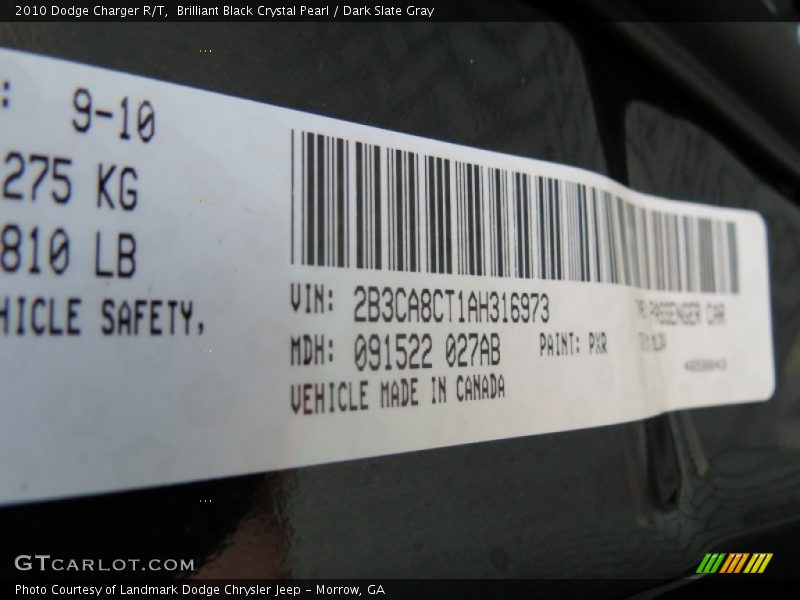 2010 Dodge Charger R/T, Brilliant Black Crystal Pearl / Dark Slate Gray
: 9-10
275 KG
810 LB
HICLE SAFETY,
VIN: 2B3CA8CT1AH316973
PASSENGER CAR
MDH: 091522 027AB PAINT: PXR
VEHICLE MADE IN CANADA
GTCARLOT.COM
Photo Courtesy of Landmark Dodge Chrysler Jeep - Morrow, GA